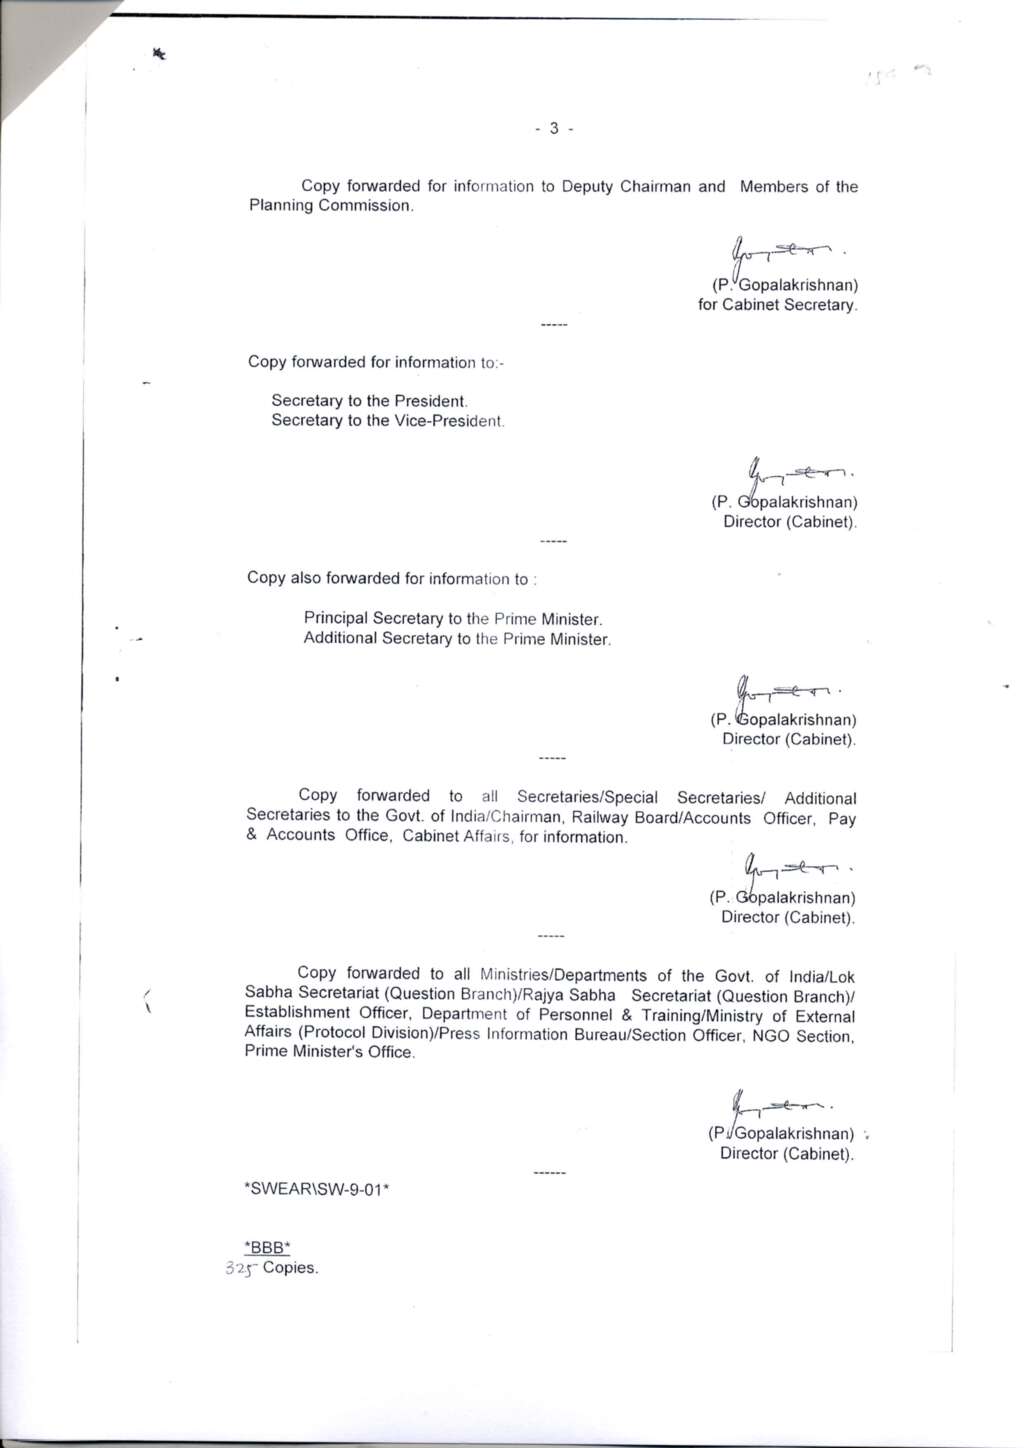 - 3 -
Copy forwarded for information to Deputy Chairman and Members of the
Planning Commission.
(P. Gopalakrishnan)
for Cabinet Secretary.
-----
Copy forwarded for information to:-
Secretary to the President.
Secretary to the Vice-President.
(P. Gopalakrishnan)
Director (Cabinet).
-----
Copy also forwarded for information to :
Principal Secretary to the Prime Minister.
Additional Secretary to the Prime Minister.
(P. Gopalakrishnan)
Director (Cabinet).
-----
Copy forwarded to all Secretaries/Special Secretaries/ Additional
Secretaries to the Govt. of India/Chairman, Railway Board/Accounts Officer, Pay
& Accounts Office, Cabinet Affairs, for information.
(P. Gopalakrishnan)
Director (Cabinet).
-----
Copy forwarded to all Ministries/Departments of the Govt. of India/Lok
Sabha Secretariat (Question Branch)/Rajya Sabha Secretariat (Question Branch)/
Establishment Officer, Department of Personnel & Training/Ministry of External
Affairs (Protocol Division)/Press Information Bureau/Section Officer, NGO Section,
Prime Minister's Office.
(P. Gopalakrishnan)
Director (Cabinet).
------
*SWEAR\SW-9-01*
*BBB*
325 Copies.